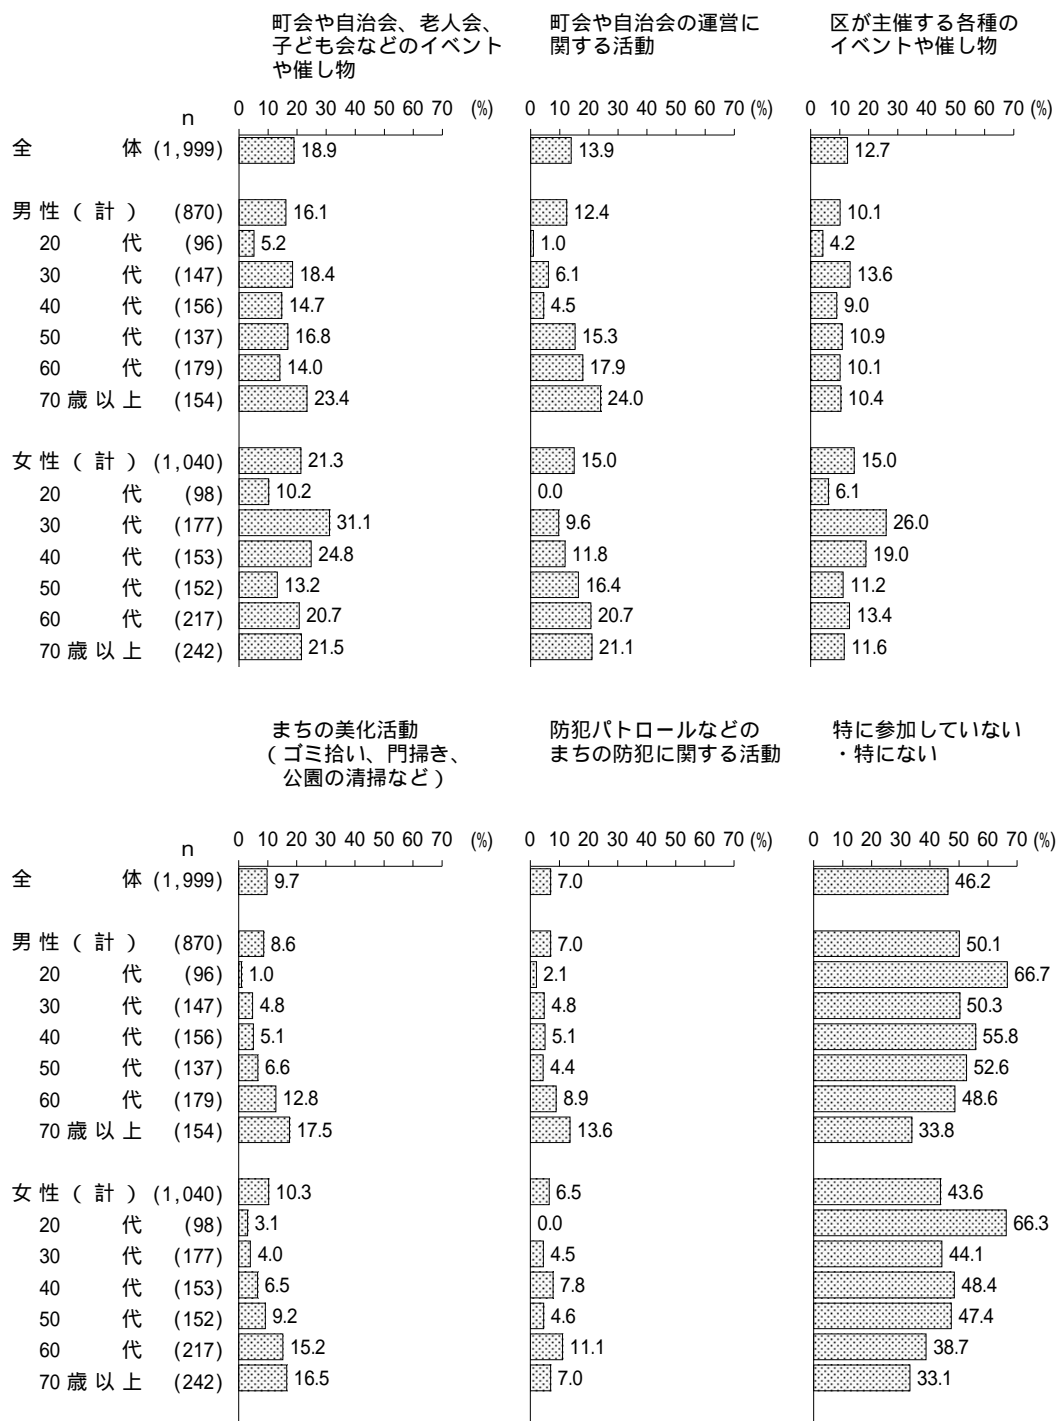 町会や自治会、老人会、
子ども会などのイベント
や催し物
町会や自治会の運営に
関する活動
区が主催する各種の
イベントや催し物
n 0 10 20 30 40 50 60 70 (%) 0 10 20 30 40 50 60 70 (%) 0 10 20 30 40 50 60 70 (%)
全 体 (1,999) 18.9 13.9 12.7
男性(計) (870) 16.1 12.4 10.1
20 代 (96) 5.2 1.0 4.2
30 代 (147) 18.4 6.1 13.6
40 代 (156) 14.7 4.5 9.0
50 代 (137) 16.8 15.3 10.9
60 代 (179) 14.0 17.9 10.1
70歳以上 (154) 23.4 24.0 10.4
女性(計) (1,040) 21.3 15.0 15.0
20 代 (98) 10.2 0.0 6.1
30 代 (177) 31.1 9.6 26.0
40 代 (153) 24.8 11.8 19.0
50 代 (152) 13.2 16.4 11.2
60 代 (217) 20.7 20.7 13.4
70歳以上 (242) 21.5 21.1 11.6
まちの美化活動
(ゴミ拾い、門掃き、
公園の清掃など)
防犯パトロールなどの
まちの防犯に関する活動
特に参加していない
・特にない
n 0 10 20 30 40 50 60 70 (%) 0 10 20 30 40 50 60 70 (%) 0 10 20 30 40 50 60 70 (%)
全 体 (1,999) 9.7 7.0 46.2
男性(計) (870) 8.6 7.0 50.1
20 代 (96) 1.0 2.1 66.7
30 代 (147) 4.8 4.8 50.3
40 代 (156) 5.1 5.1 55.8
50 代 (137) 6.6 4.4 52.6
60 代 (179) 12.8 8.9 48.6
70歳以上 (154) 17.5 13.6 33.8
女性(計) (1,040) 10.3 6.5 43.6
20 代 (98) 3.1 0.0 66.3
30 代 (177) 4.0 4.5 44.1
40 代 (153) 6.5 7.8 48.4
50 代 (152) 9.2 4.6 47.4
60 代 (217) 15.2 11.1 38.7
70歳以上 (242) 16.5 7.0 33.1